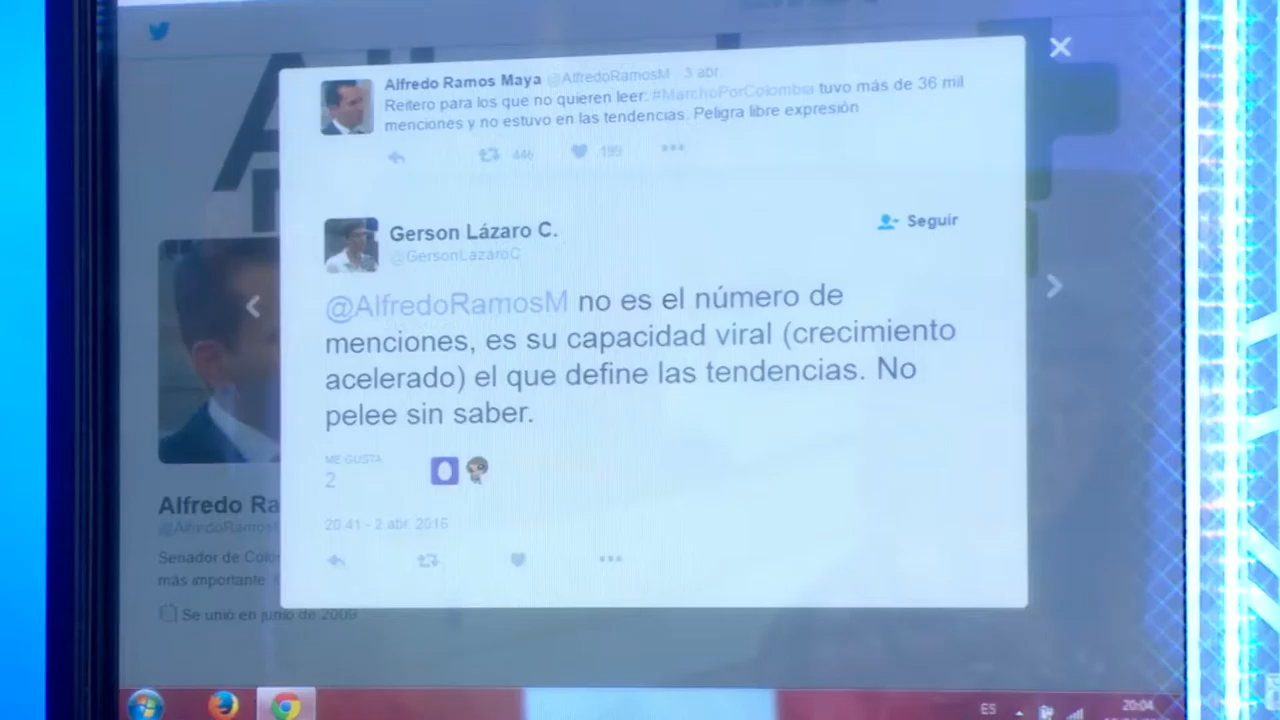 Alfredo Ramos Maya @AlfredoRamosM · 3 abr.
Reitero para los que no quieren leer: #MarchoPorColombia tuvo más de 36 mil
menciones y no estuvo en las tendencias. Peligra libre expresión
446 199
Gerson Lázaro C.
@GersonLazaroC
Seguir
@AlfredoRamosM no es el número de
menciones, es su capacidad viral (crecimiento
acelerado) el que define las tendencias. No
pelee sin saber.
ME GUSTA
2
20:41 - 2 abr. 2016
Alfredo Ra
@AlfredoRamos
Senador de Colo
más importante
Se unió en junio de 2009
ES
20:04